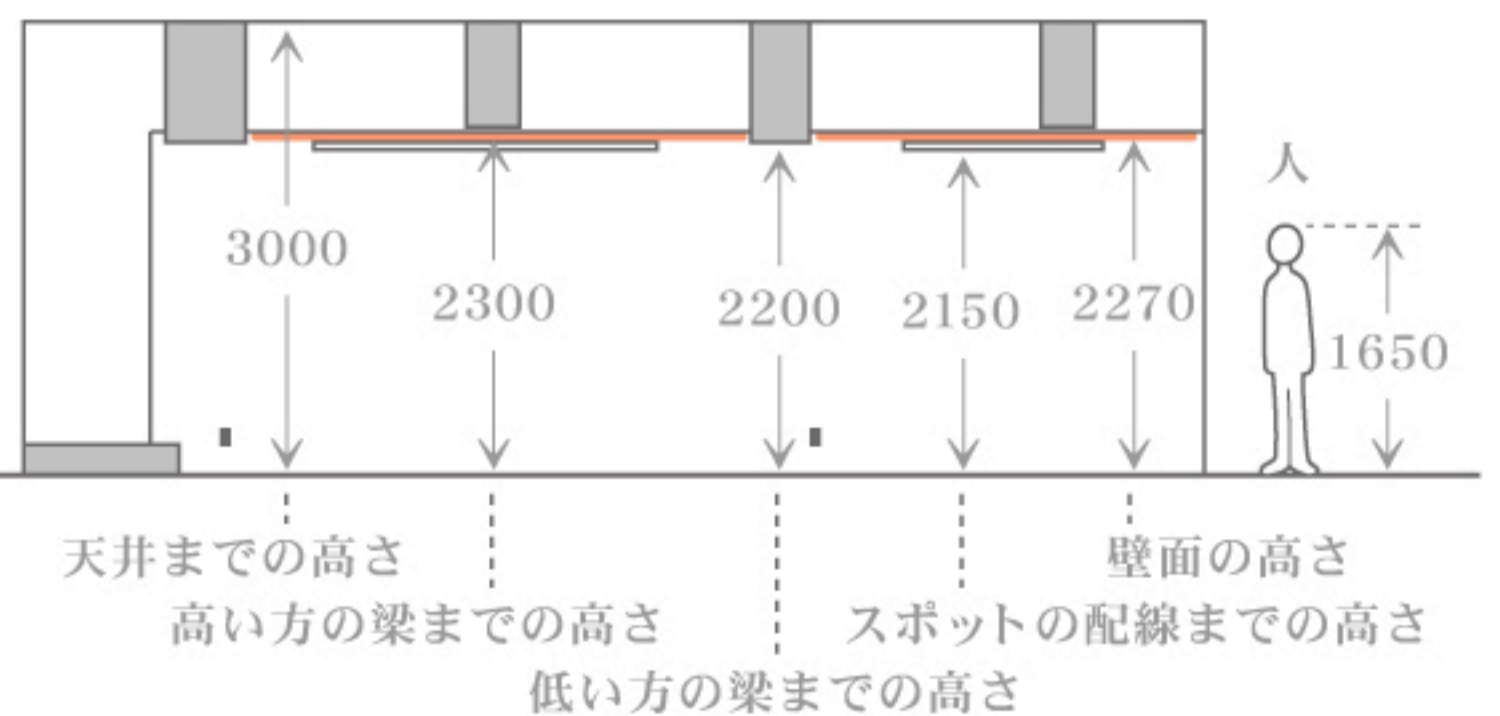 人
3000
2300
2200
2150
2270
1650
天井までの高さ
壁面の高さ
高い方の梁までの高さ
スポットの配線までの高さ
低い方の梁までの高さ